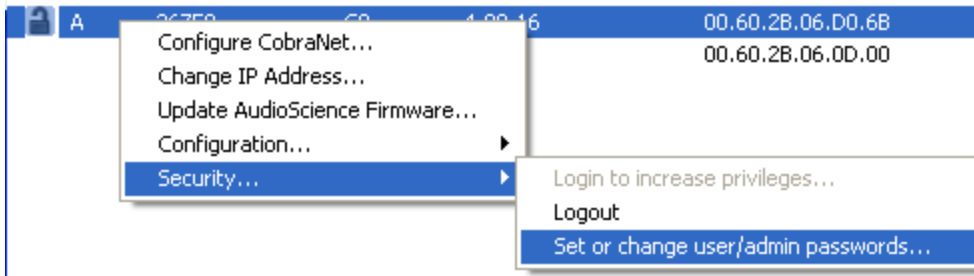 A 00.60.2B.06.D0.6B
00.60.2B.06.0D.00
Configure CobraNet...
Change IP Address...
Update AudioScience Firmware...
Configuration...
Security...
Login to increase privileges...
Logout
Set or change user/admin passwords...